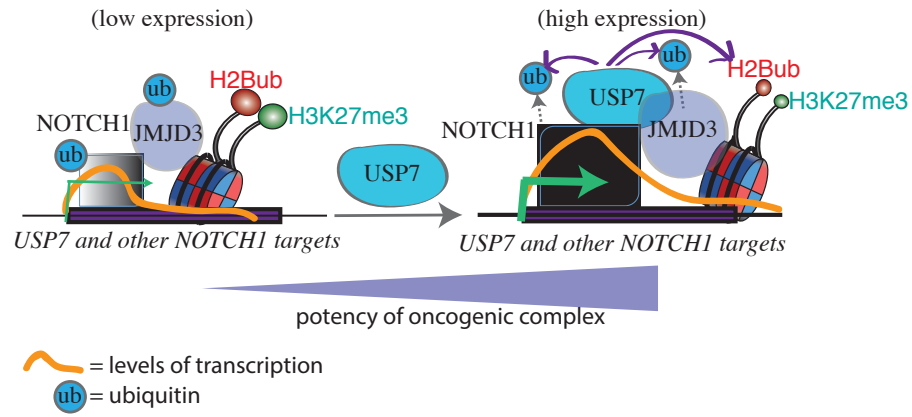 (low expression)
(high expression)
ub
H2Bub
H3K27me3
NOTCH1
JMJD3
ub
USP7
USP7 and other NOTCH1 targets
ub
ub
H2Bub
USP7
H3K27me3
NOTCH1
JMJD3
USP7 and other NOTCH1 targets
potency of oncogenic complex
= levels of transcription
ub = ubiquitin